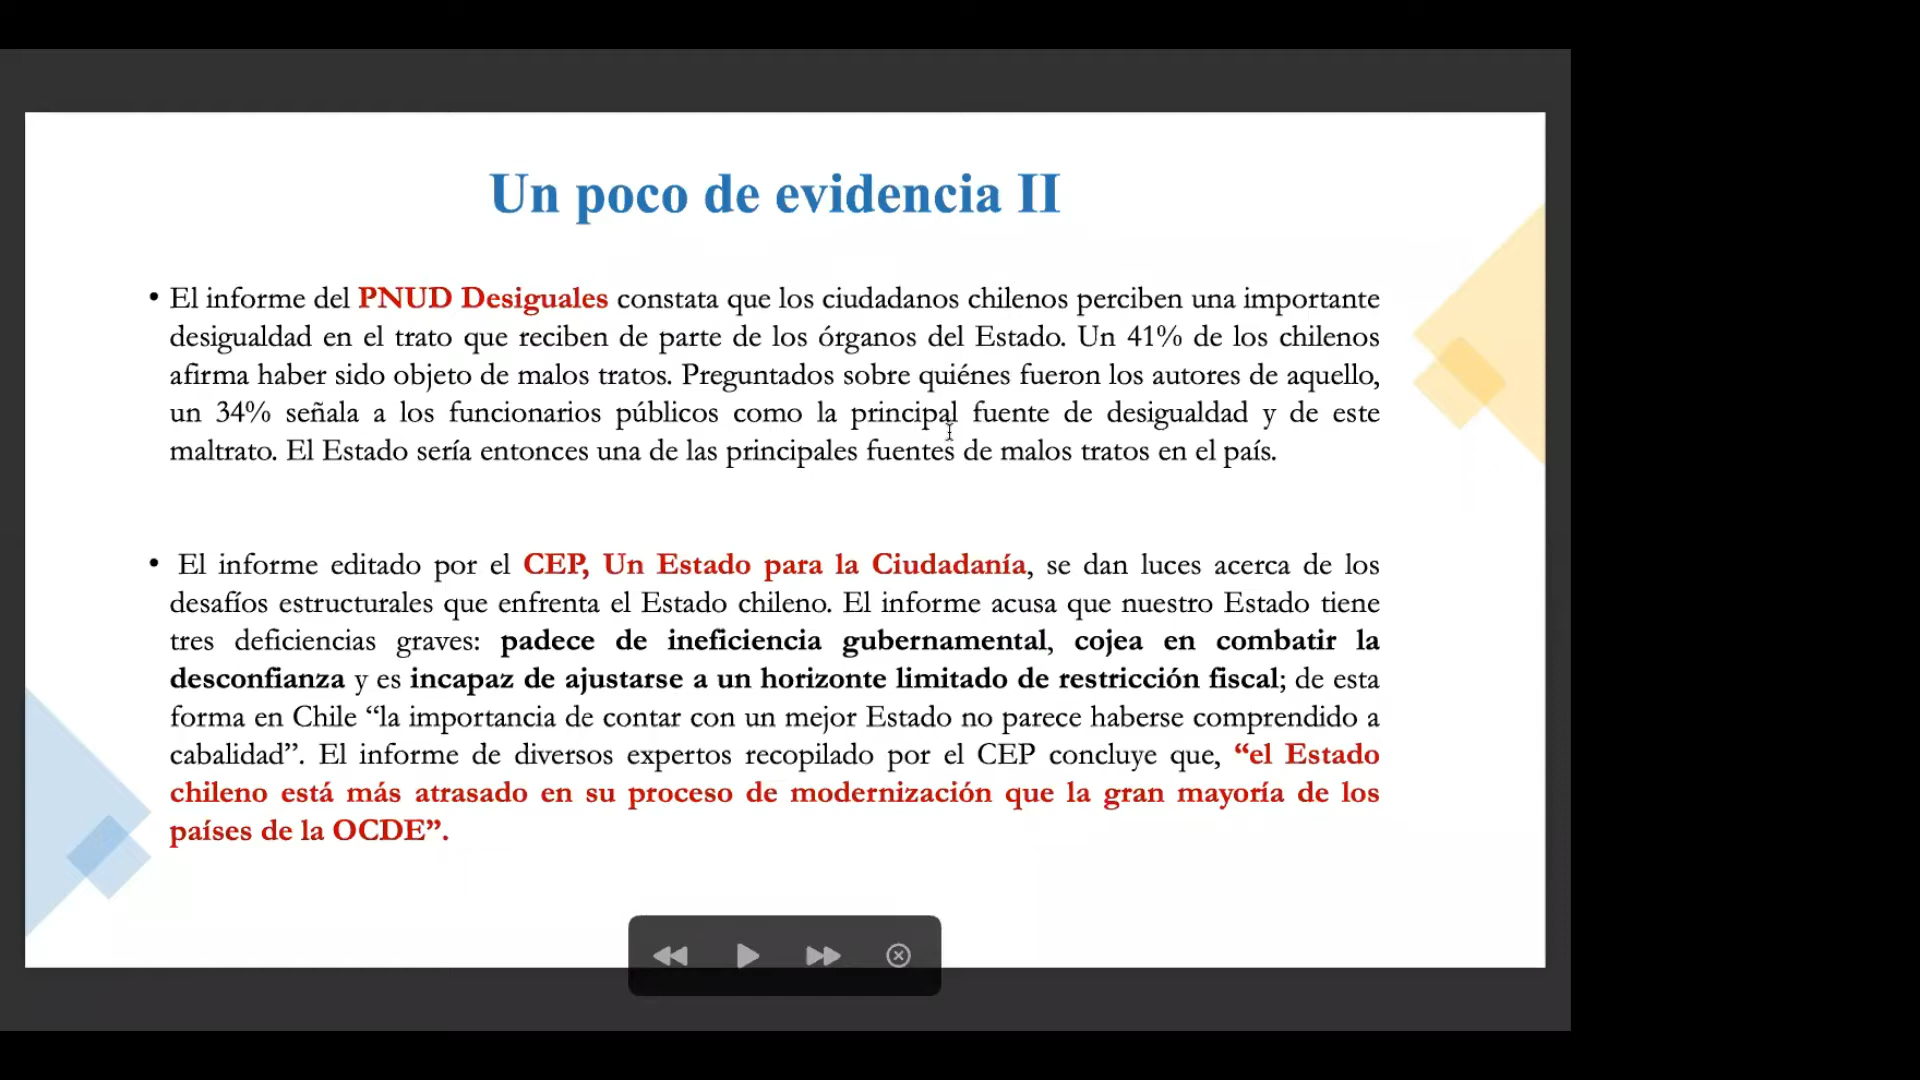 Un poco de evidencia II
• El informe del PNUD Desiguales constata que los ciudadanos chilenos perciben una importante
desigualdad en el trato que reciben de parte de los órganos del Estado. Un 41% de los chilenos
afirma haber sido objeto de malos tratos. Preguntados sobre quiénes fueron los autores de aquello,
un 34% señala a los funcionarios públicos como la principal fuente de desigualdad y de este
maltrato. El Estado sería entonces una de las principales fuentes de malos tratos en el país.
• El informe editado por el CEP, Un Estado para la Ciudadanía, se dan luces acerca de los
desafíos estructurales que enfrenta el Estado chileno. El informe acusa que nuestro Estado tiene
tres deficiencias graves: padece de ineficiencia gubernamental, cojea en combatir la
desconfianza y es incapaz de ajustarse a un horizonte limitado de restricción fiscal; de esta
forma en Chile “la importancia de contar con un mejor Estado no parece haberse comprendido a
cabalidad”. El informe de diversos expertos recopilado por el CEP concluye que, “el Estado
chileno está más atrasado en su proceso de modernización que la gran mayoría de los
países de la OCDE”.